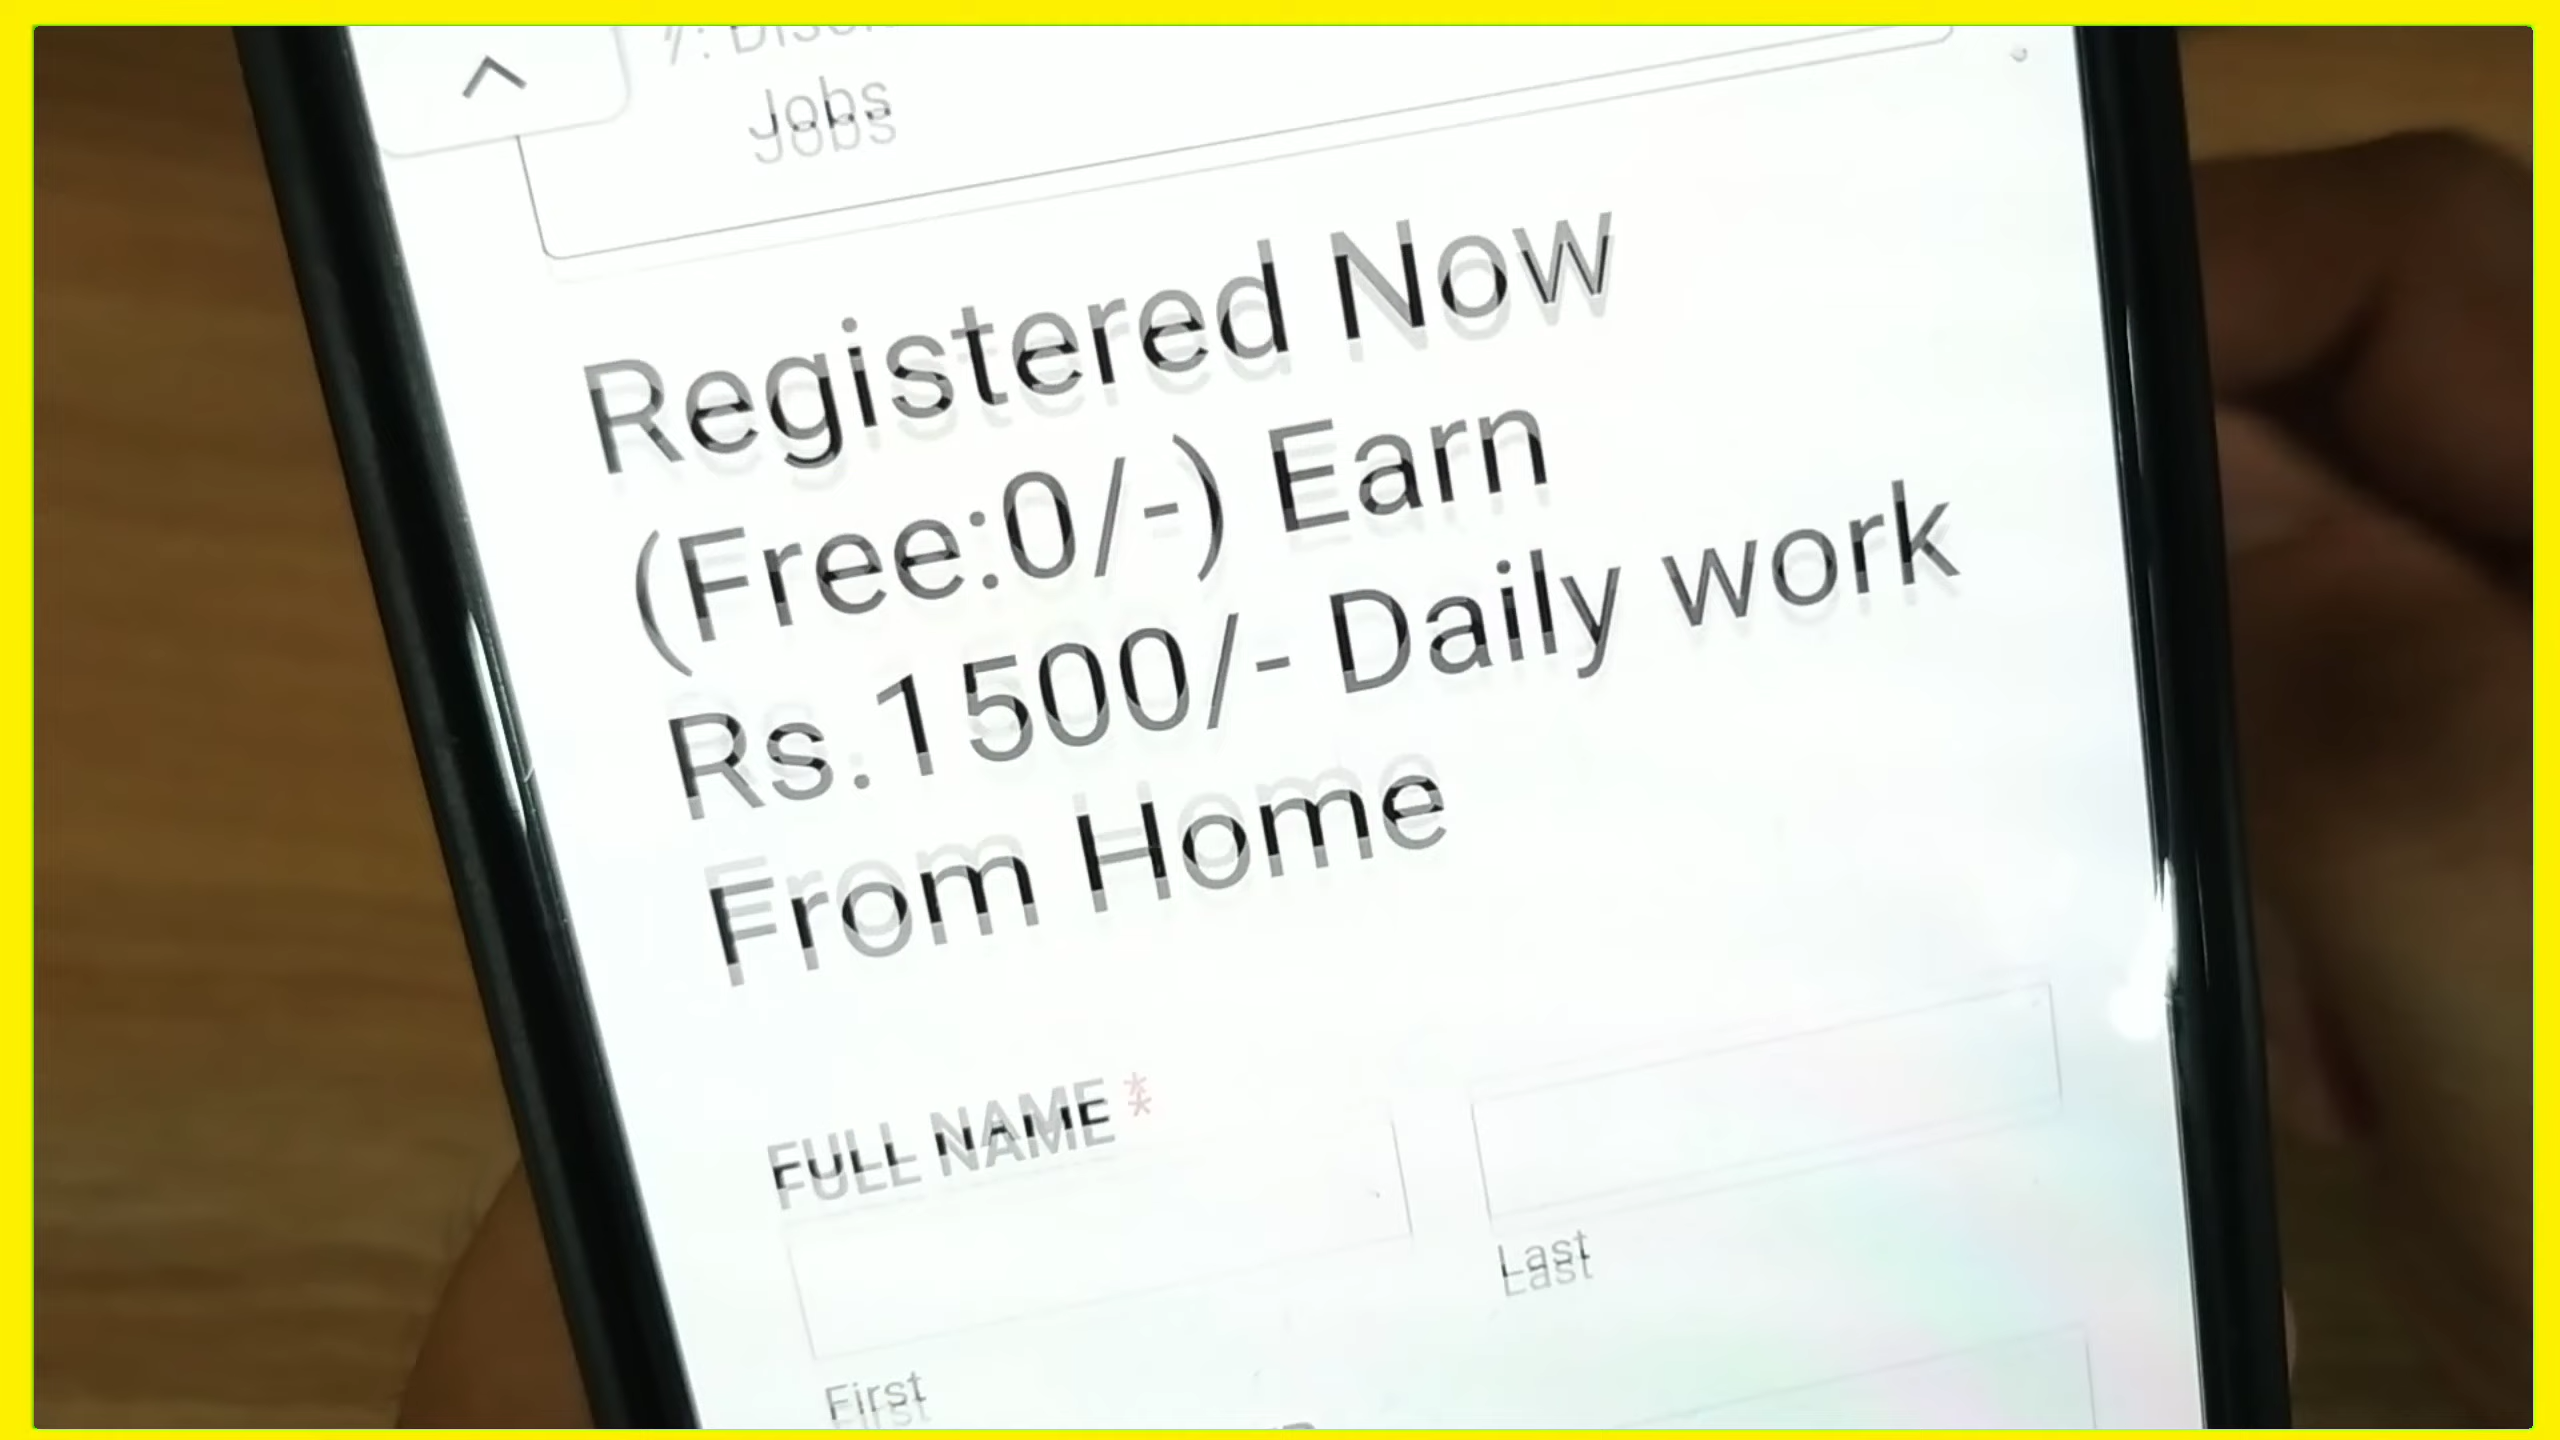 Jobs
Registered Now
(Free:0/-) Earn
Rs.1500/- Daily work
From Home
FULL NAME *
Last
First